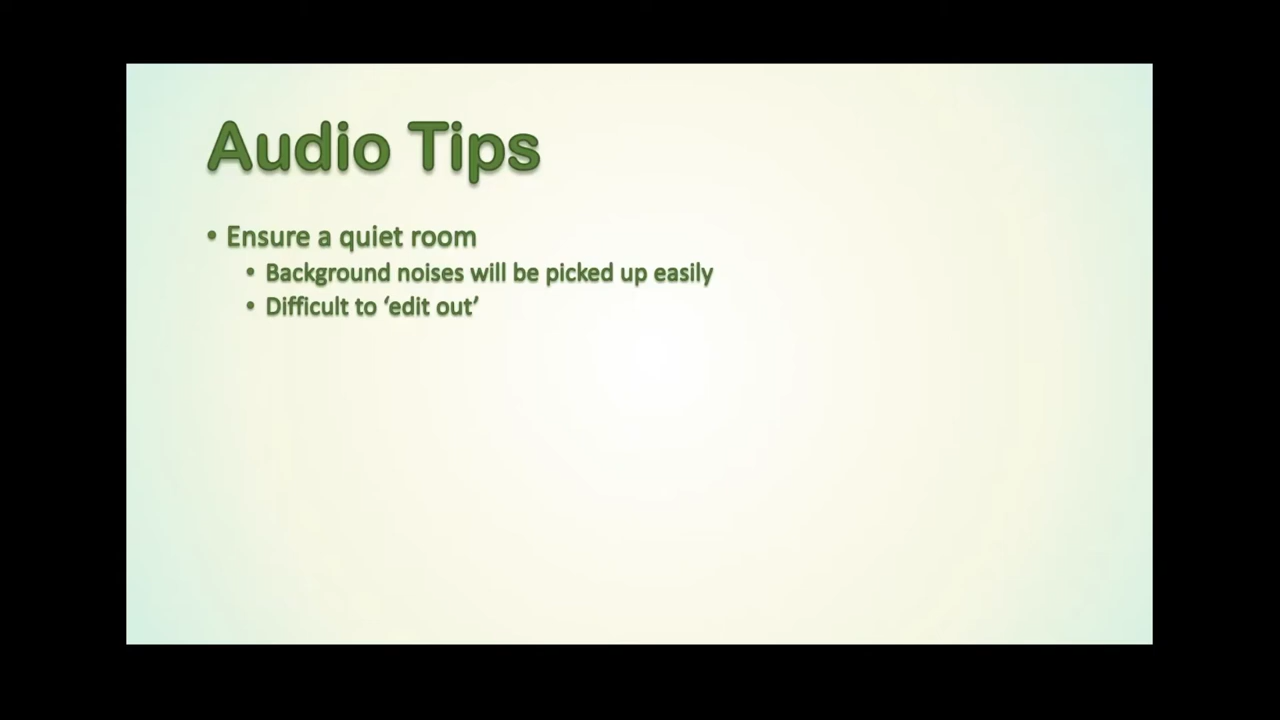 Audio Tips
• Ensure a quiet room
• Background noises will be picked up easily
• Difficult to ‘edit out’